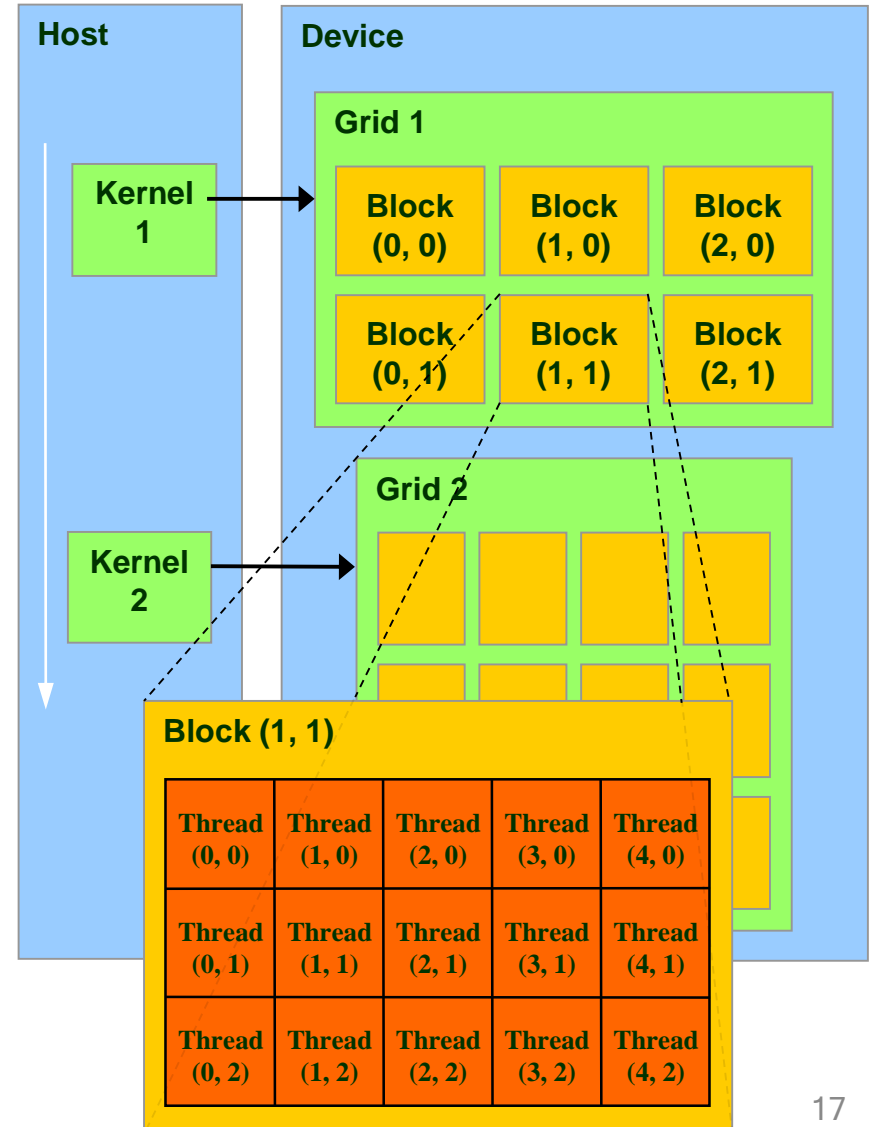 Host
Device
Grid 1
Kernel
1
Block
(0, 0)
Block
(1, 0)
Block
(2, 0)
Block
(0, 1)
Block
(1, 1)
Block
(2, 1)
Grid 2
Kernel
2
Block (1, 1)
Thread
(0, 0)
Thread
(1, 0)
Thread
(2, 0)
Thread
(3, 0)
Thread
(4, 0)
Thread
(0, 1)
Thread
(1, 1)
Thread
(2, 1)
Thread
(3, 1)
Thread
(4, 1)
Thread
(0, 2)
Thread
(1, 2)
Thread
(2, 2)
Thread
(3, 2)
Thread
(4, 2)
17